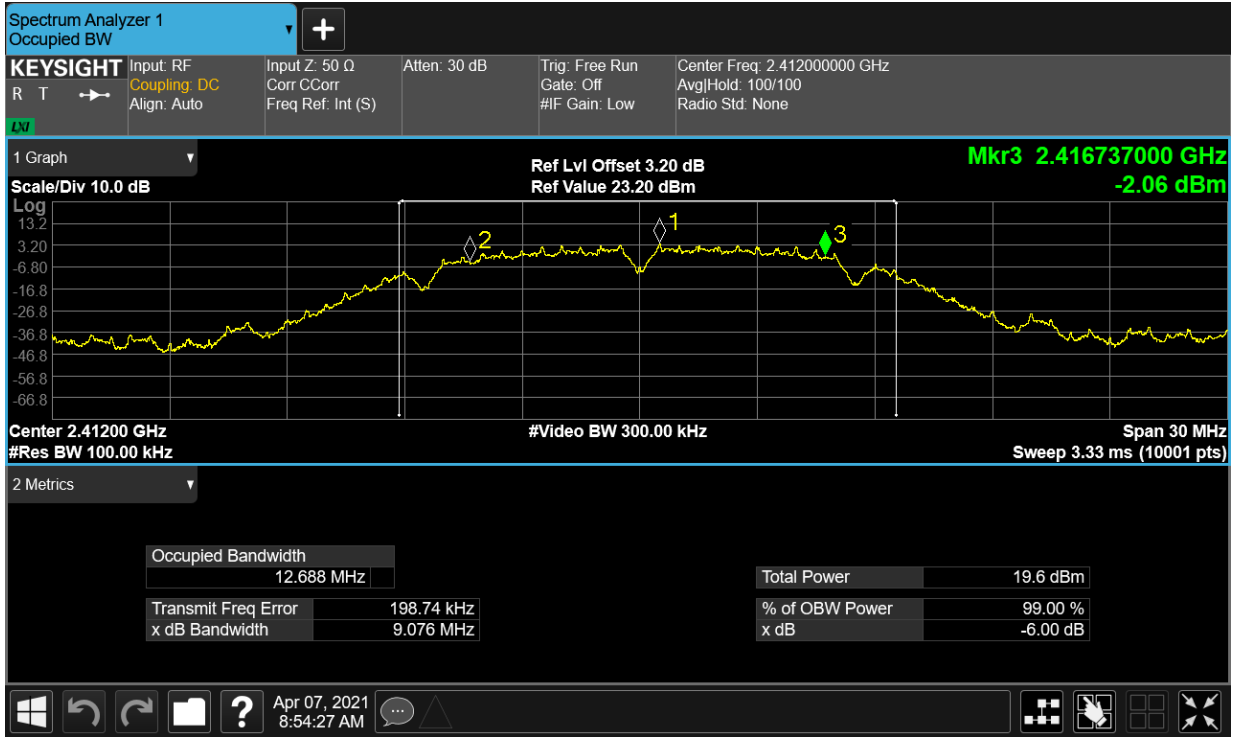 Spectrum Analyzer 1
Occupied BW
KEYSIGHT
R T
LXI
Input: RF
Coupling: DC
Align: Auto
Input Z: 50 Ω
Corr CCorr
Freq Ref: Int (S)
Atten: 30 dB
Trig: Free Run
Gate: Off
#IF Gain: Low
Center Freq: 2.412000000 GHz
Avg|Hold: 100/100
Radio Std: None
1 Graph
Scale/Div 10.0 dB
Ref Lvl Offset 3.20 dB
Ref Value 23.20 dBm
Mkr3 2.416737000 GHz
-2.06 dBm
Log
13.2
3.20
-6.80
-16.8
-26.8
-36.8
-46.8
-56.8
-66.8
2
1
3
Center 2.41200 GHz
#Video BW 300.00 kHz
Span 30 MHz
#Res BW 100.00 kHz
Sweep 3.33 ms (10001 pts)
2 Metrics
Occupied Bandwidth
12.688 MHz
Total Power 19.6 dBm
Transmit Freq Error 198.74 kHz
% of OBW Power 99.00 %
x dB Bandwidth 9.076 MHz
x dB -6.00 dB
?
Apr 07, 2021
8:54:27 AM